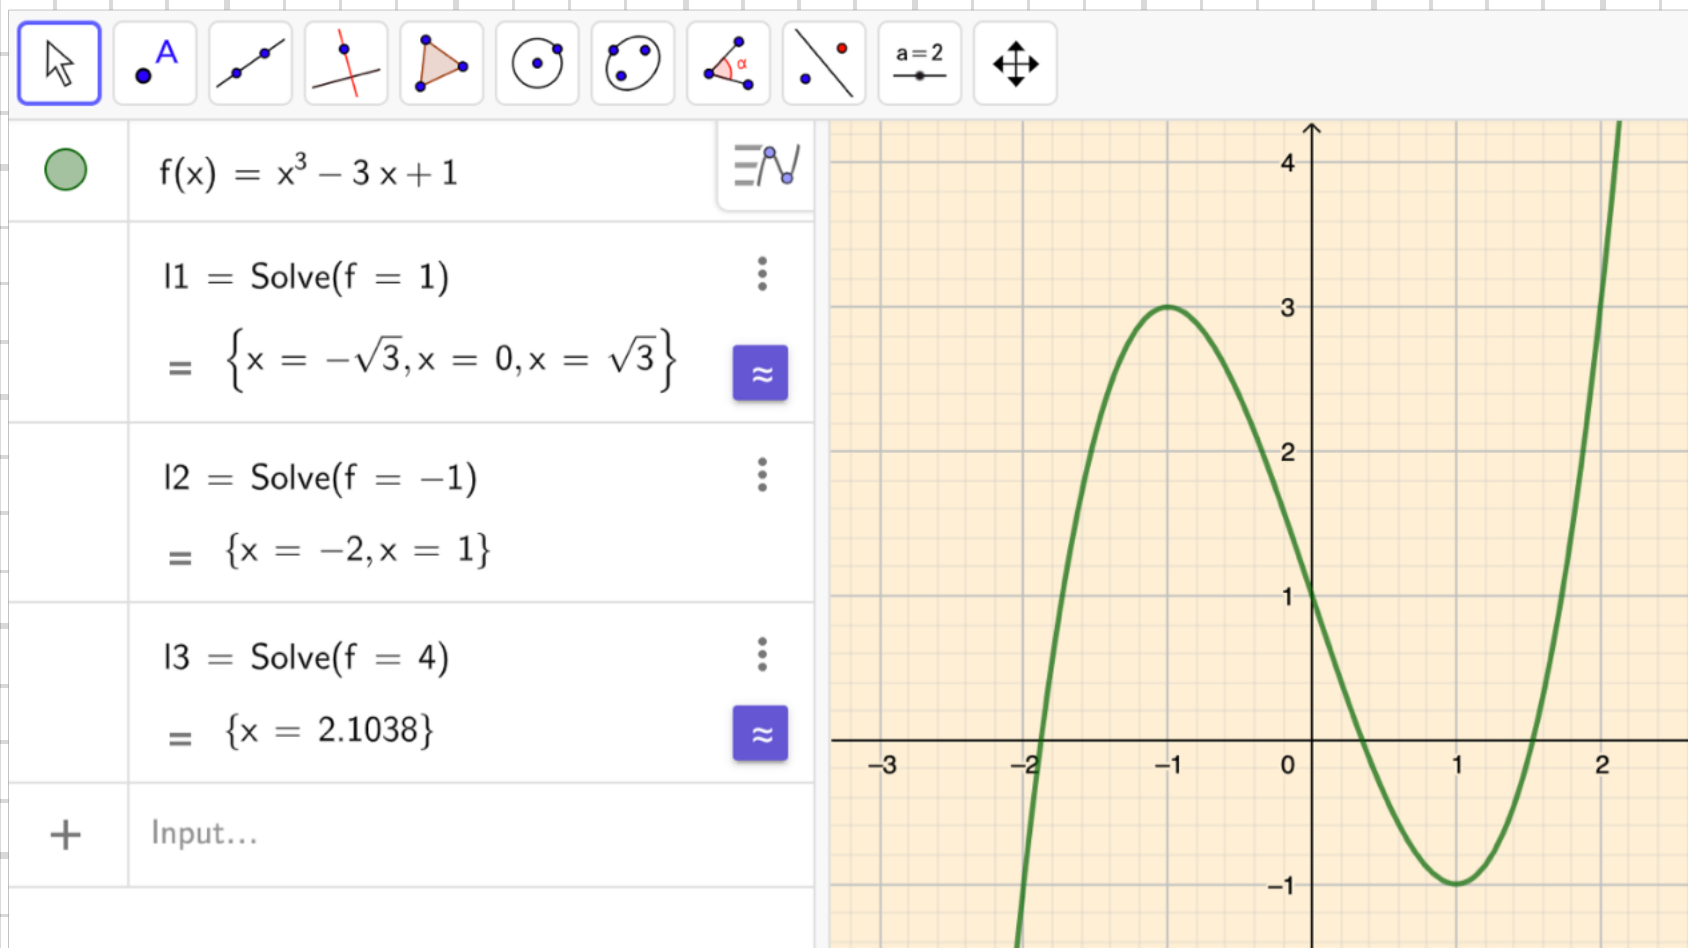 A
α
a=2
f(x) = x³ − 3 x + 1
l1 = Solve(f = 1)
= {x = −√3, x = 0, x = √3}
≈
l2 = Solve(f = −1)
= {x = −2, x = 1}
l3 = Solve(f = 4)
= {x = 2.1038}
≈
+ Input...
4
3
2
1
−3 −2 −1 0 1 2
−1